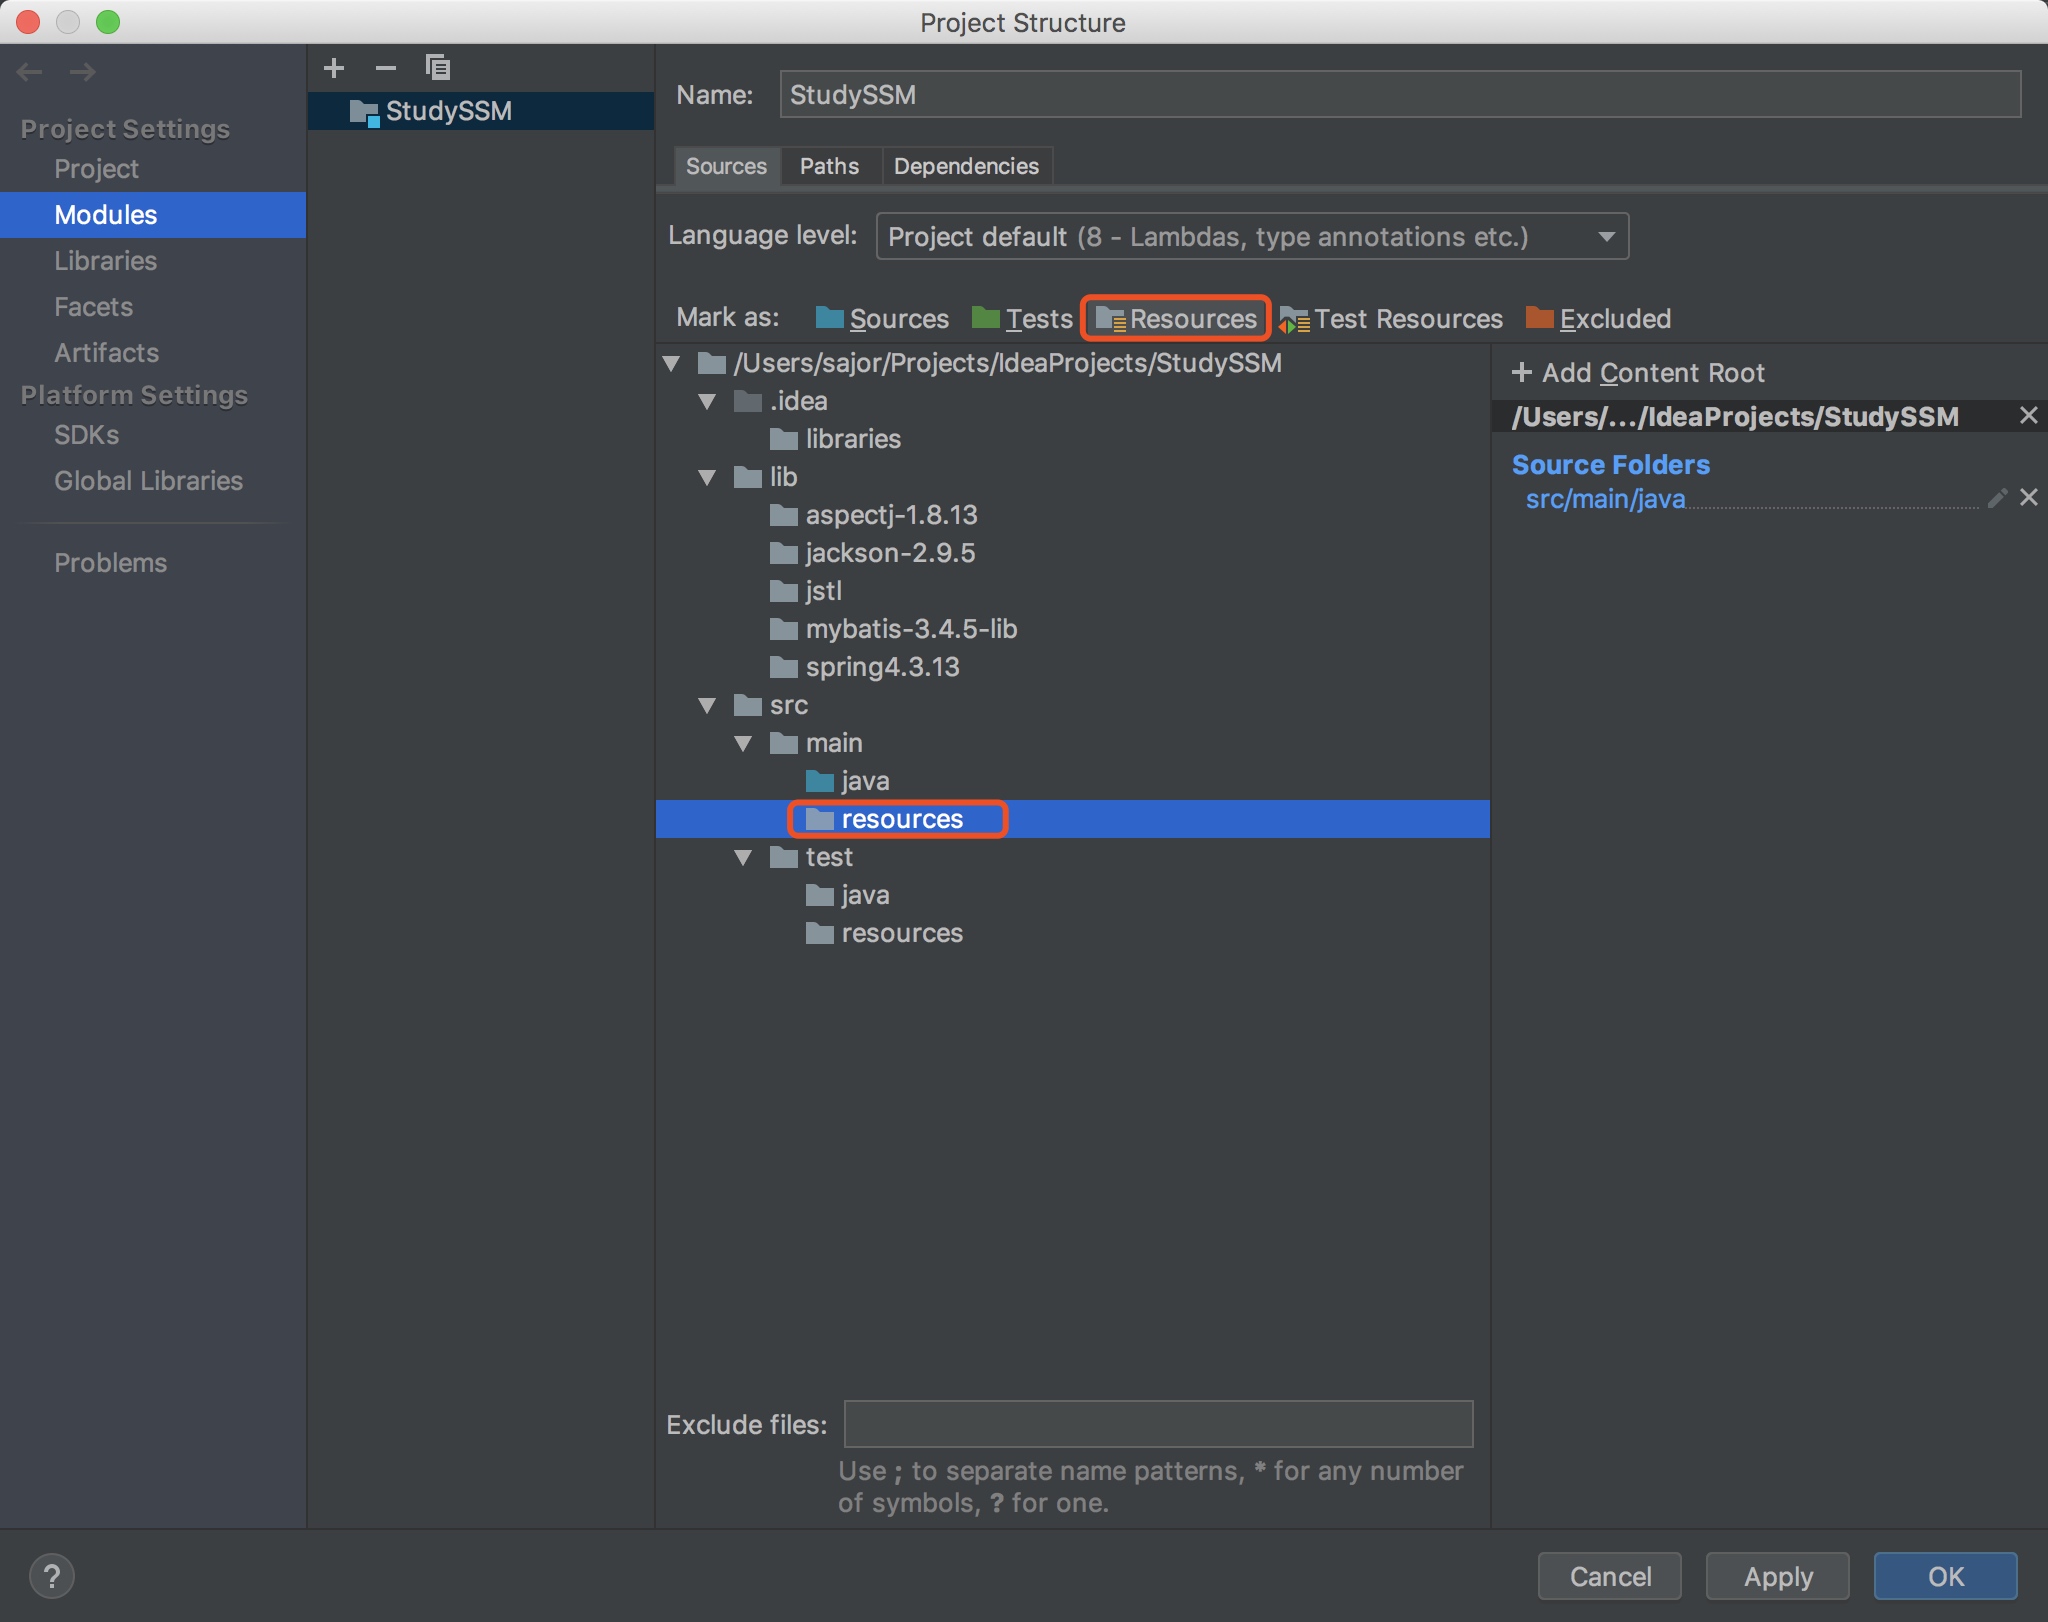 Project Structure
Project Settings
Project
Modules
Libraries
Facets
Artifacts
Platform Settings
SDKs
Global Libraries
Problems
StudySSM
Name: StudySSM
Sources Paths Dependencies
Language level: Project default (8 - Lambdas, type annotations etc.)
Mark as: Sources Tests Resources Test Resources Excluded
/Users/sajor/Projects/IdeaProjects/StudySSM
.idea
libraries
lib
aspectj-1.8.13
jackson-2.9.5
jstl
mybatis-3.4.5-lib
spring4.3.13
src
main
java
resources
test
java
resources
+ Add Content Root
/Users/.../IdeaProjects/StudySSM
Source Folders
src/main/java
Exclude files:
Use ; to separate name patterns, * for any number
of symbols, ? for one.
? Cancel Apply OK